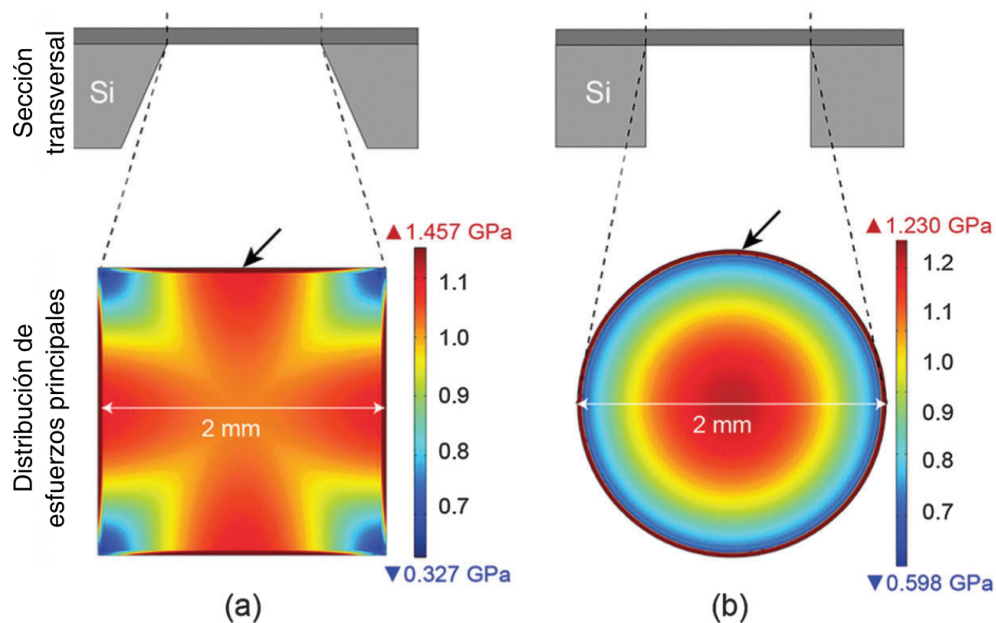 Sección
transversal
Si
Si
Distribución de
esfuerzos principales
▲1.457 GPa
1.1
1.0
0.9
0.8
0.7
▼0.327 GPa
2 mm
▲1.230 GPa
1.2
1.1
1.0
0.9
0.8
0.7
▼0.598 GPa
2 mm
(a)
(b)